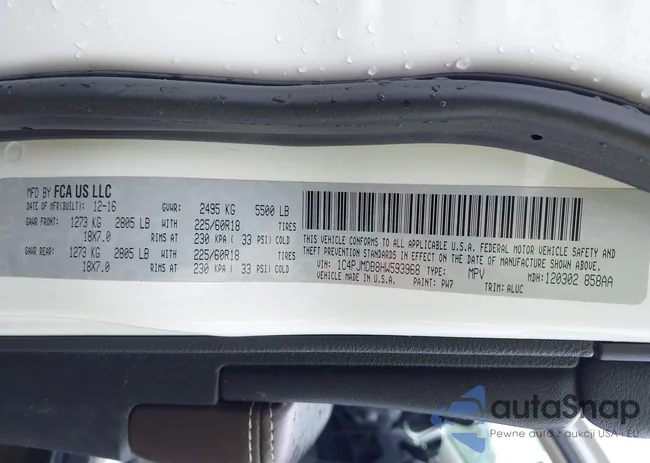 MFD BY FCA US LLC
DATE OF MFR(BUILT): 12-16 GVWR: 2495 KG 5500 LB
GAWR FRONT: 1273 KG 2805 LB WITH 225/60R18 TIRES
18X7.0 RIMS AT 230 KPA ( 33 PSI) COLD
GAWR REAR: 1273 KG 2805 LB WITH 225/60R18 TIRES
18X7.0 RIMS AT 230 KPA ( 33 PSI) COLD
THIS VEHICLE CONFORMS TO ALL APPLICABLE U.S.A. FEDERAL MOTOR VEHICLE SAFETY AND
THEFT PREVENTION STANDARDS IN EFFECT ON THE DATE OF MANUFACTURE SHOWN ABOVE.
VIN: 1C4PJMDB8HW593968 TYPE: MPV MDH: 120302 858AA
VEHICLE MADE IN U.S.A. PAINT: PW7 TRIM: ALUC
autoSnap
Pewne auta z aukcji USA - EU